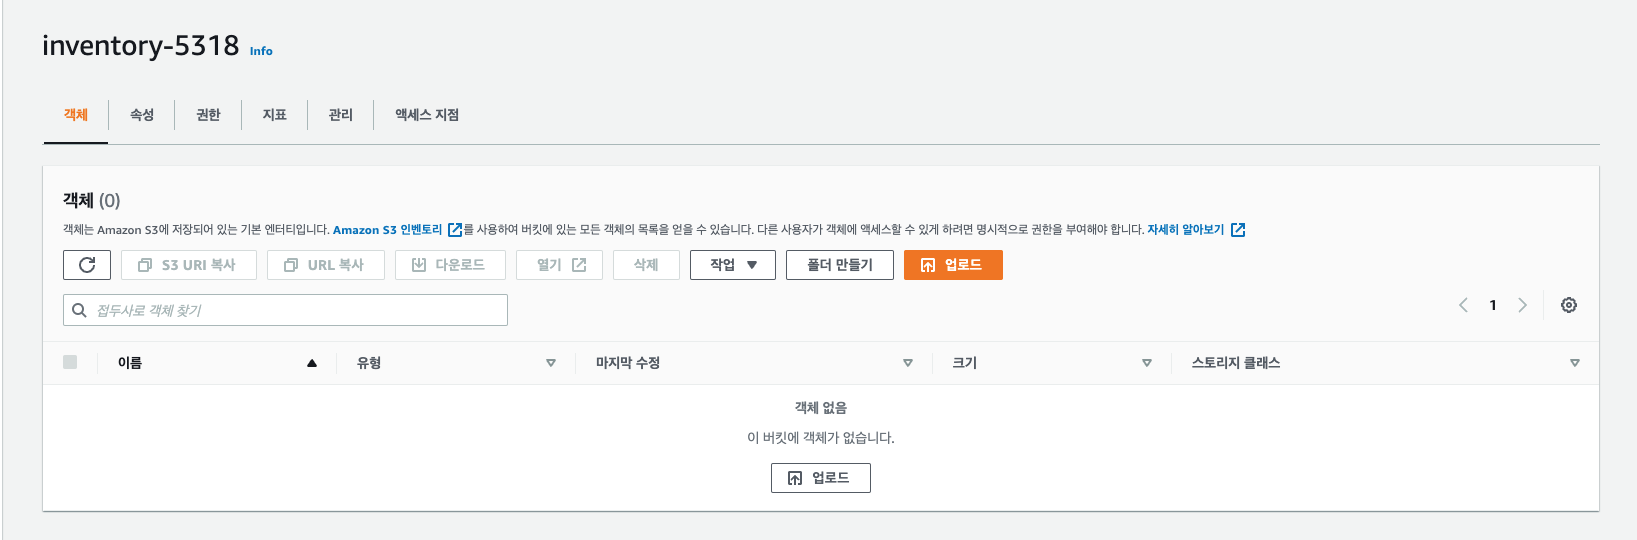 inventory-5318 Info
객체 속성 권한 지표 관리 액세스 지점
객체 (0)
객체는 Amazon S3에 저장되어 있는 기본 엔터티입니다. Amazon S3 인벤토리 를 사용하여 버킷에 있는 모든 객체의 목록을 얻을 수 있습니다. 다른 사용자가 객체에 액세스할 수 있게 하려면 명시적으로 권한을 부여해야 합니다. 자세히 알아보기
S3 URI 복사 URL 복사 다운로드 열기 삭제 작업 폴더 만들기 업로드
접두사로 객체 찾기 1
이름 유형 마지막 수정 크기 스토리지 클래스
객체 없음
이 버킷에 객체가 없습니다.
업로드